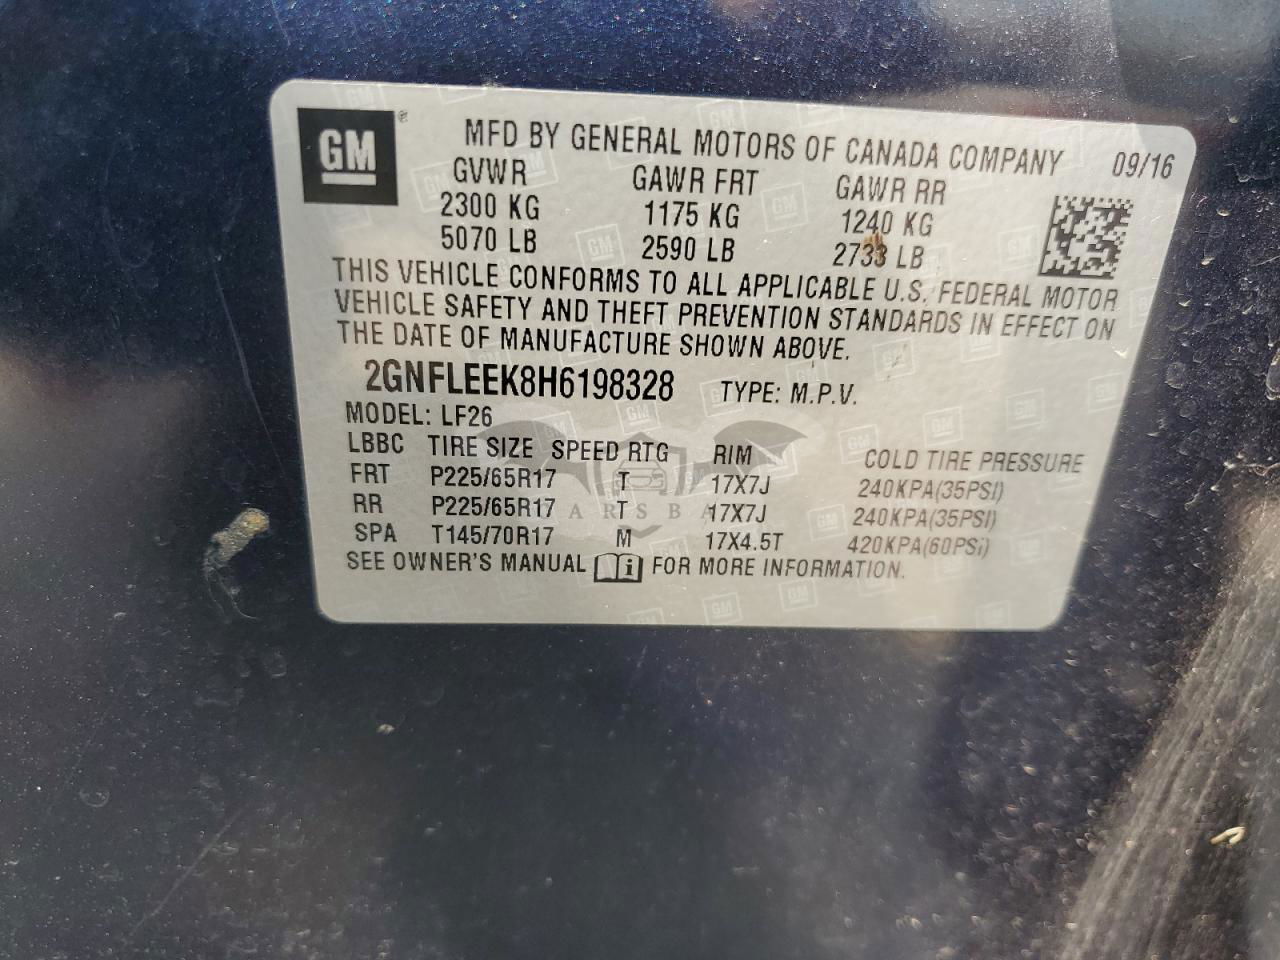 GM ®
MFD BY GENERAL MOTORS OF CANADA COMPANY 09/16
GVWR GAWR FRT GAWR RR
2300 KG 1175 KG 1240 KG
5070 LB 2590 LB 2733 LB
THIS VEHICLE CONFORMS TO ALL APPLICABLE U.S. FEDERAL MOTOR
VEHICLE SAFETY AND THEFT PREVENTION STANDARDS IN EFFECT ON
THE DATE OF MANUFACTURE SHOWN ABOVE.
2GNFLEEK8H6198328 TYPE: M.P.V.
MODEL: LF26
LBBC TIRE SIZE SPEED RTG RIM COLD TIRE PRESSURE
FRT P225/65R17 T 17X7J 240KPA(35PSI)
RR P225/65R17 T 17X7J 240KPA(35PSI)
SPA T145/70R17 M 17X4.5T 420KPA(60PSI)
SEE OWNER'S MANUAL FOR MORE INFORMATION.